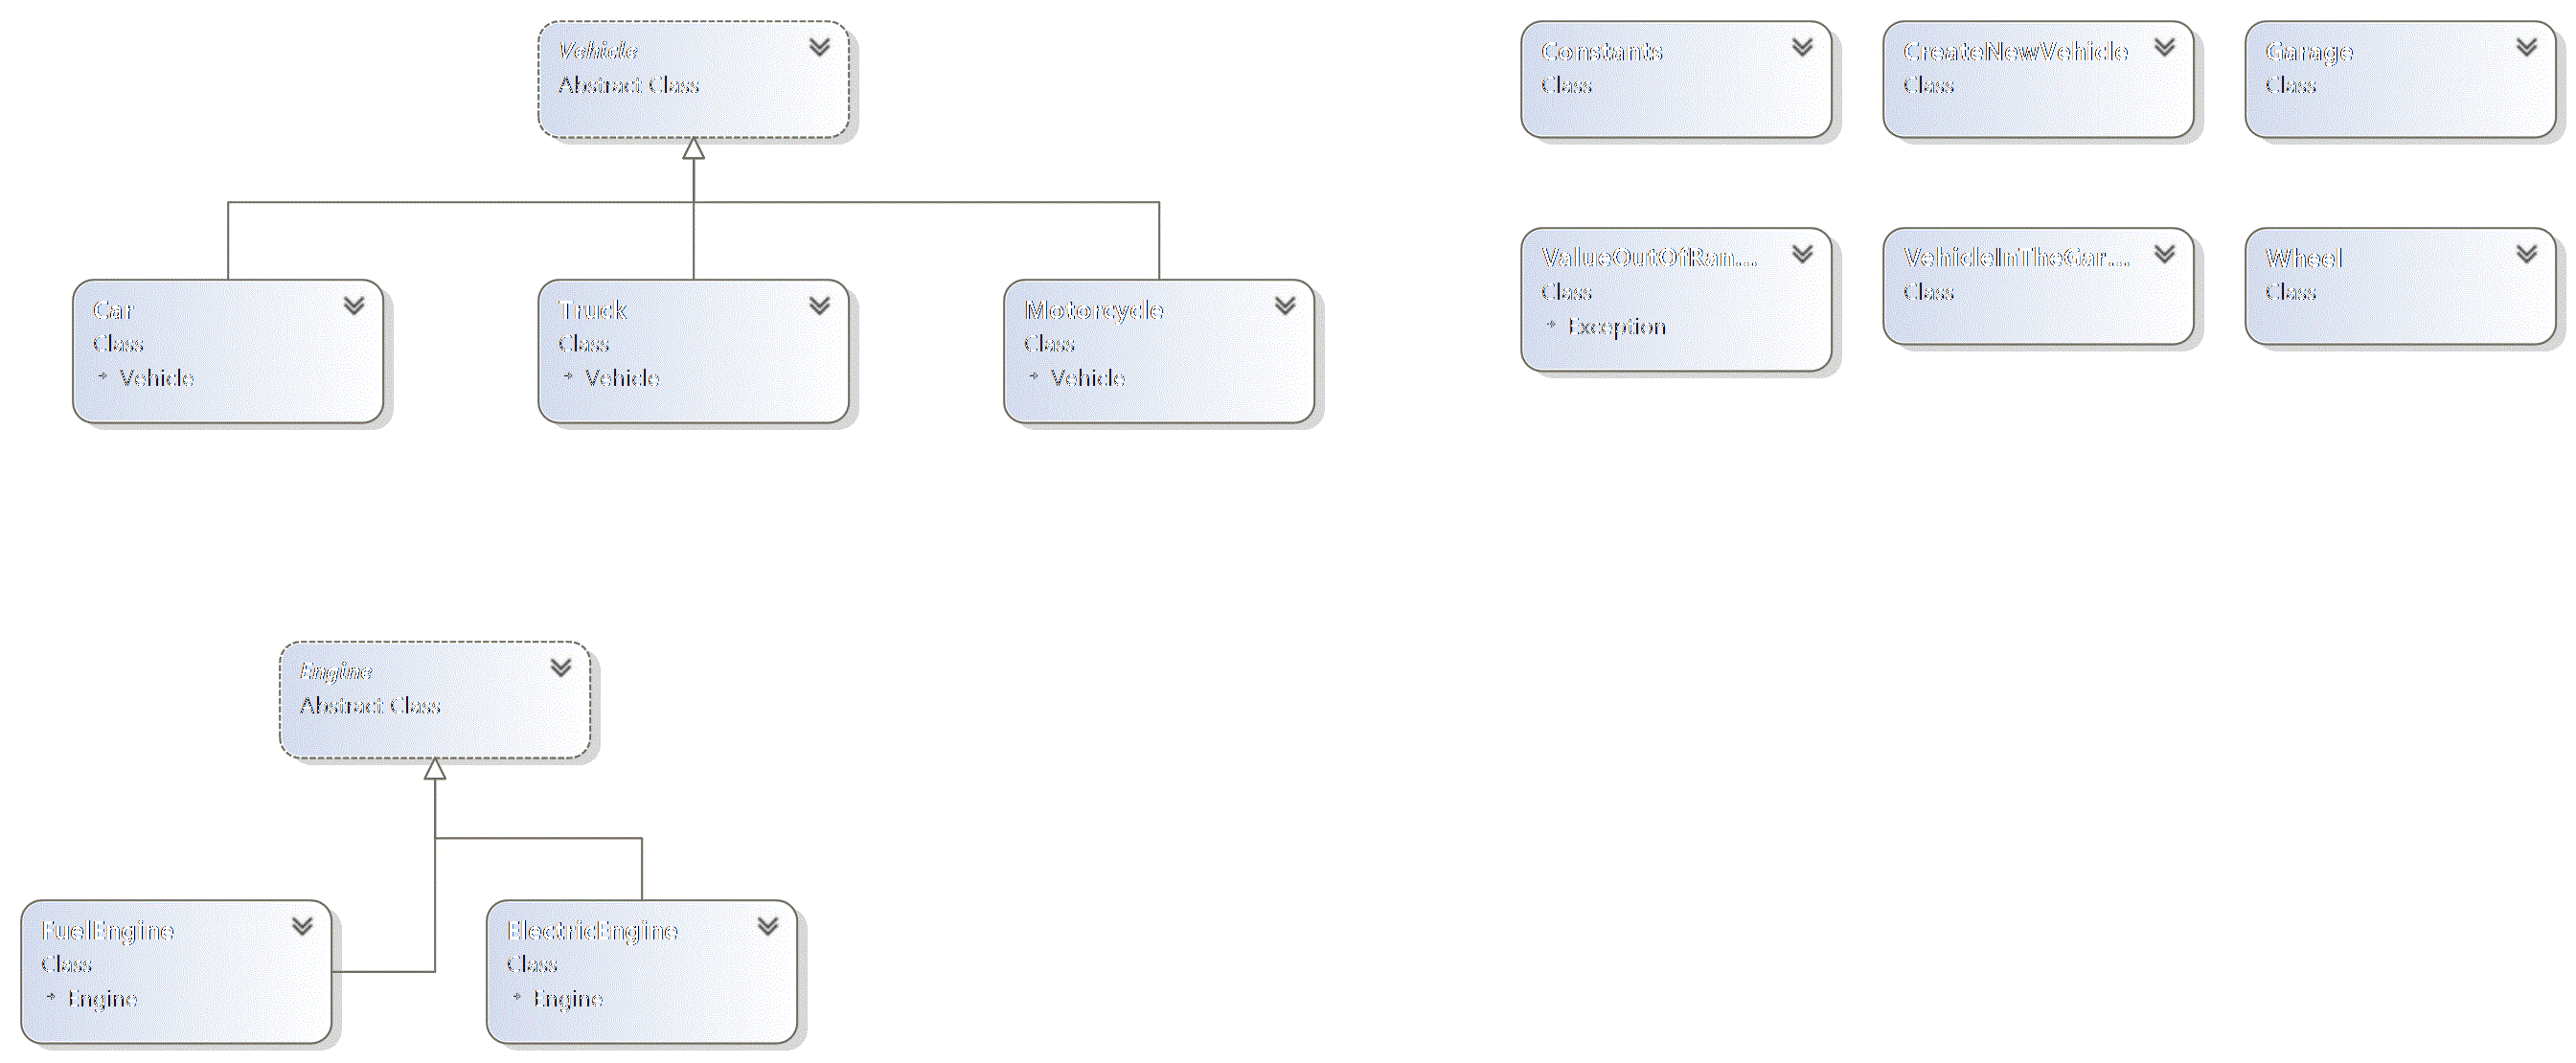 Vehicle
Abstract Class
Constants
Class
CreateNewVehicle
Class
Garage
Class
Car
Class
Vehicle
Truck
Class
Vehicle
Motorcycle
Class
Vehicle
ValueOutOfRan...
Class
Exception
VehicleInTheGar...
Class
Wheel
Class
Engine
Abstract Class
FuelEngine
Class
Engine
ElectricEngine
Class
Engine